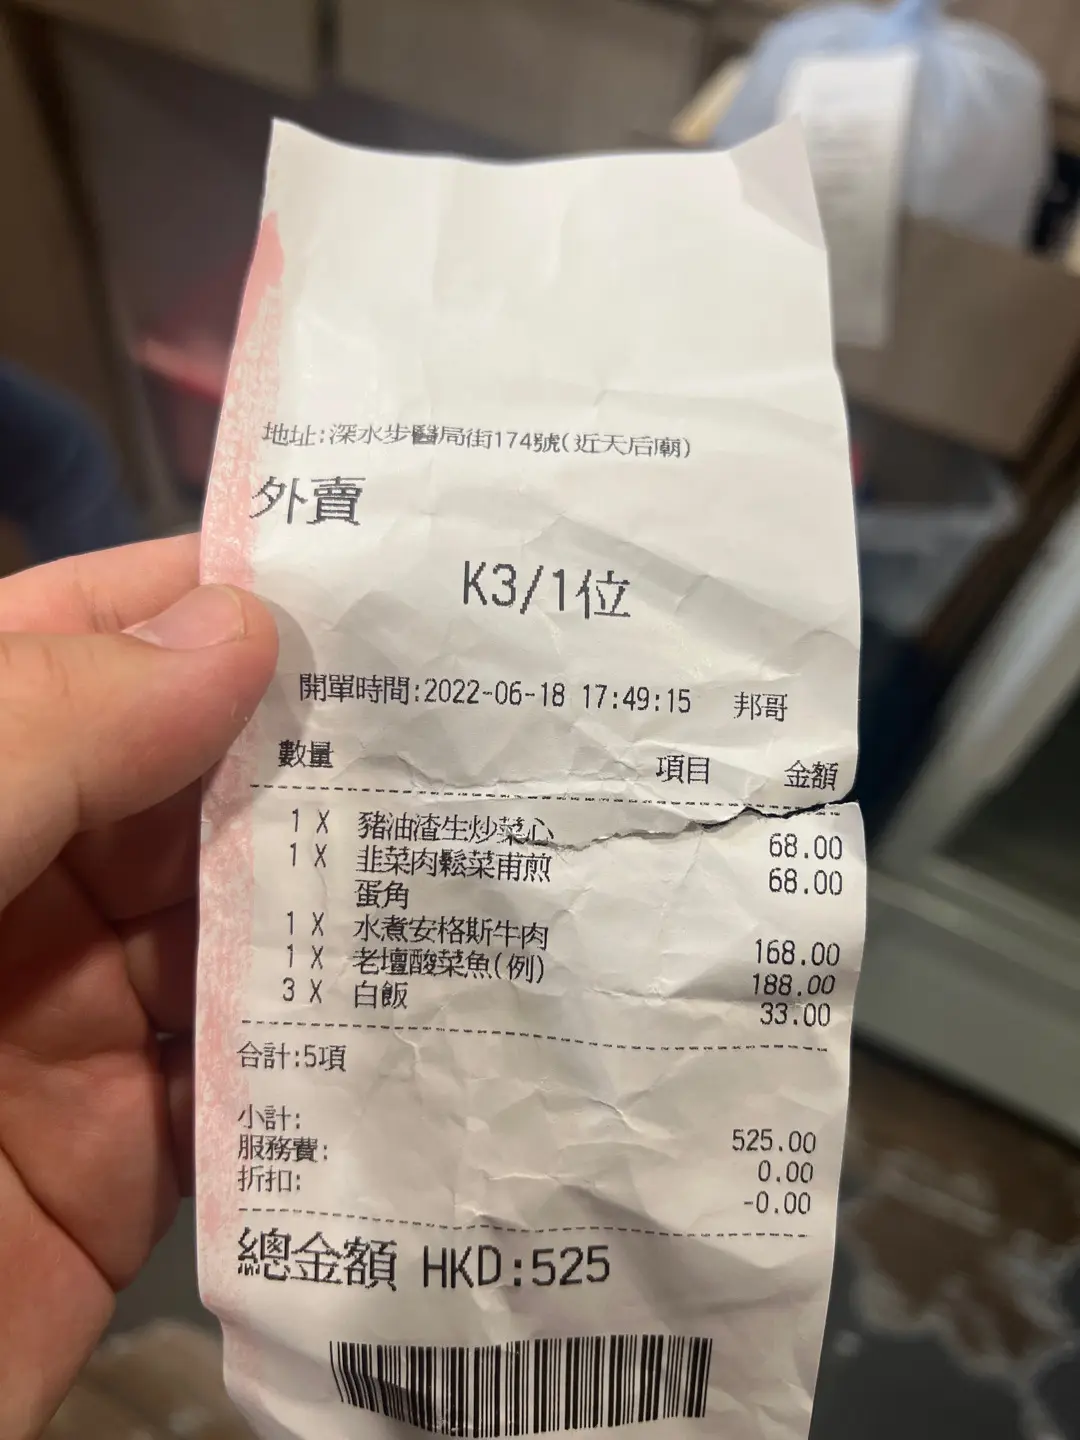 地址:深水步醫局街174號(近天后廟)
外賣
K3/1位
開單時間:2022-06-18 17:49:15 邦哥
數量 項目 金額
1 X 豬油渣生炒菜心 68.00
1 X 韭菜肉鬆菜甫煎 68.00
蛋角
1 X 水煮安格斯牛肉 168.00
1 X 老壇酸菜魚(例) 188.00
3 X 白飯 33.00
合計:5項
小計: 525.00
服務費: 0.00
折扣: -0.00
總金額 HKD:525